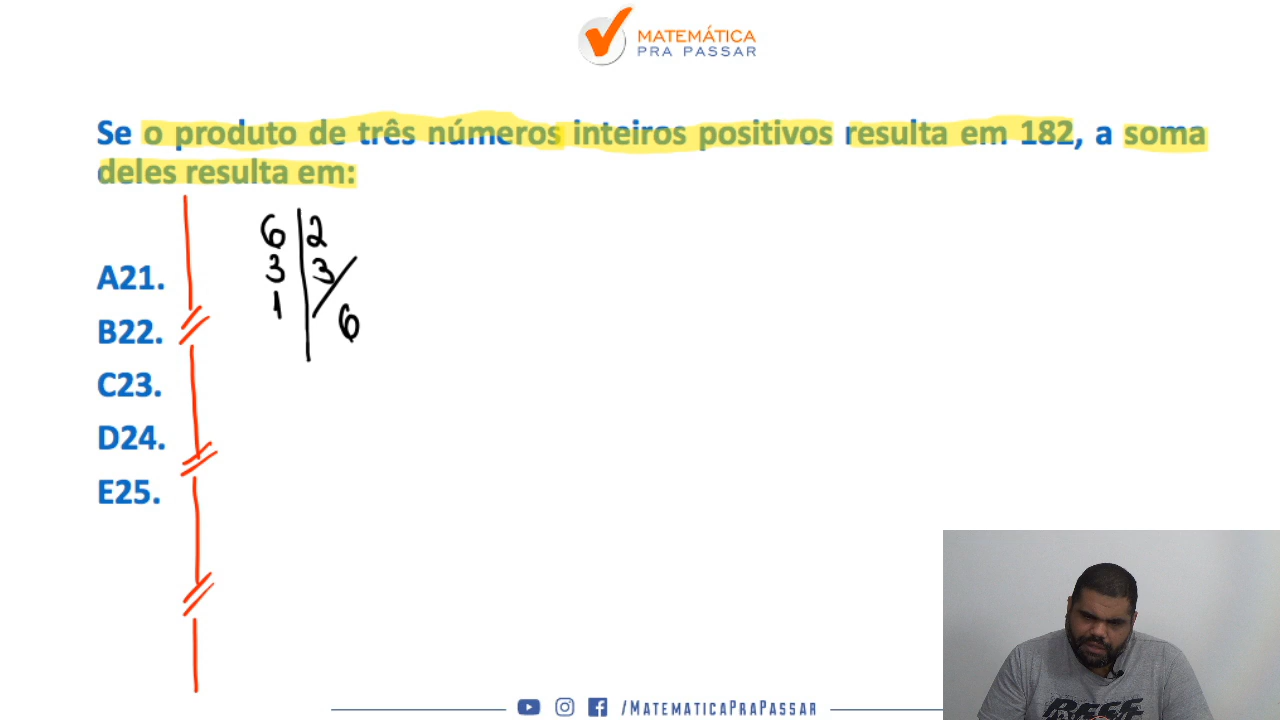 MATEMÁTICA
PRA PASSAR
Se o produto de três números inteiros positivos resulta em 182, a soma
deles resulta em:
6 2
3 3
1
6
A21.
B22.
C23.
D24.
E25.
/MATEMATICAPRAPASSAR